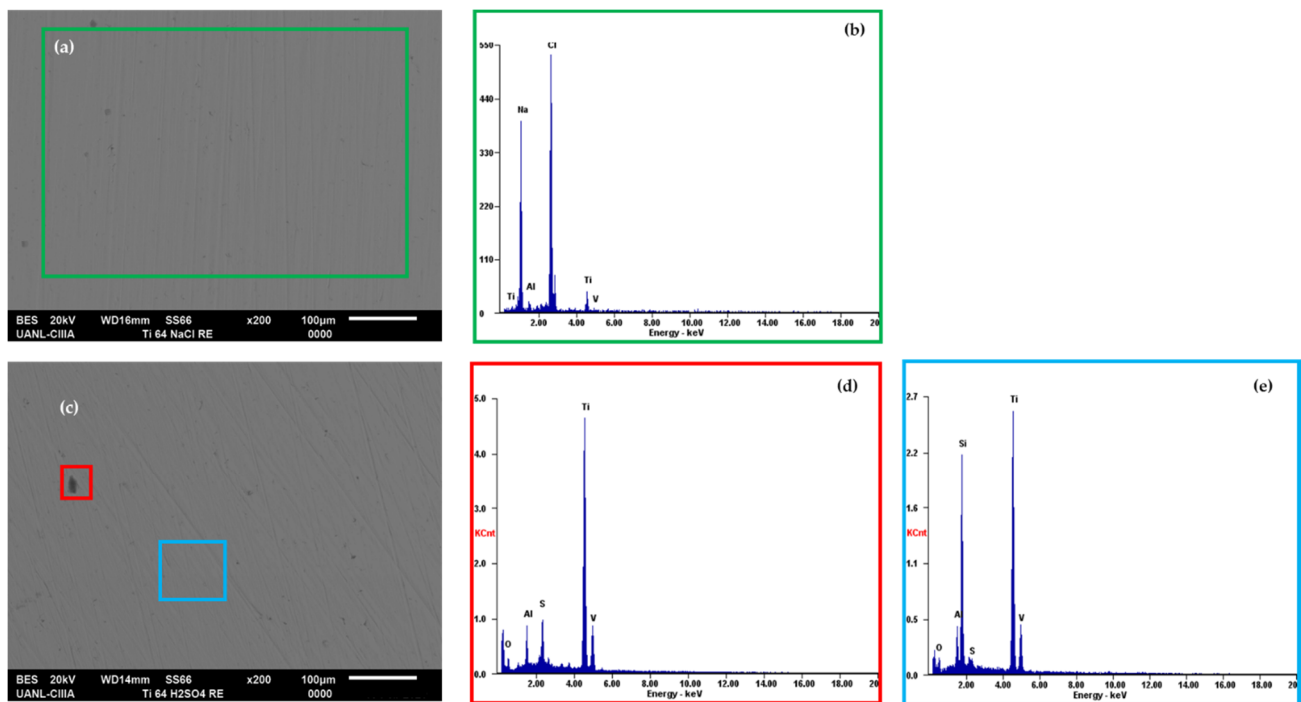 (a)
BES 20kV WD16mm SS66 x200 100µm
UANL-CIIIA Ti 64 NaCl RE 0000
(b)
550
440
330
220
110
0
Cl
Na
Ti
Al
Ti
V
2.00 4.00 6.00 8.00 10.00 12.00 14.00 16.00 18.00 20
Energy - keV
(c)
BES 20kV WD14mm SS66 x200 100µm
UANL-CIIIA Ti 64 H2SO4 RE 0000
(d)
5.0
4.0
3.0
KCnt
2.0
1.0
0.0
Ti
O
Al
S
V
2.00 4.00 6.00 8.00 10.00 12.00 14.00 16.00 18.00 20
Energy - keV
(e)
2.7
2.2
1.6
KCnt
1.1
0.5
0.0
Ti
Si
O
A
S
V
2.00 4.00 6.00 8.00 10.00 12.00 14.00 16.00 18.00 20
Energy - keV